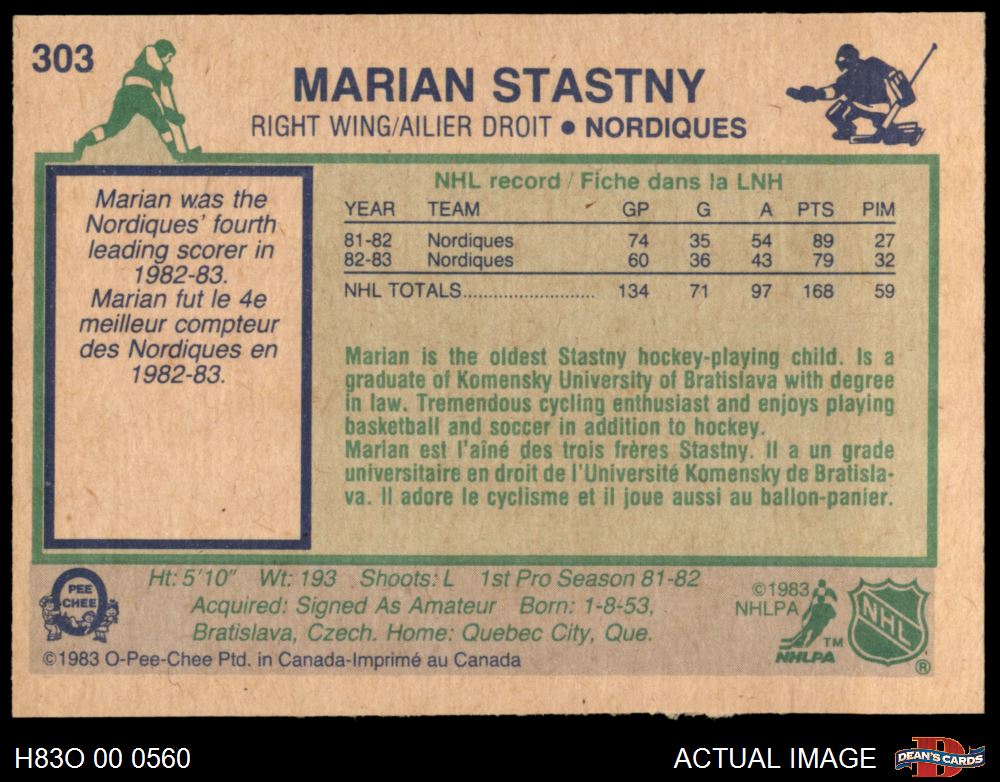 303
MARIAN STASTNY
RIGHT WING/AILIER DROIT • NORDIQUES
Marian was the
Nordiques' fourth
leading scorer in
1982-83.
Marian fut le 4e
meilleur compteur
des Nordiques en
1982-83.
NHL record / Fiche dans la LNH
YEAR TEAM GP G A PTS PIM
81-82 Nordiques 74 35 54 89 27
82-83 Nordiques 60 36 43 79 32
NHL TOTALS............................ 134 71 97 168 59
Marian is the oldest Stastny hockey-playing child. Is a
graduate of Komensky University of Bratislava with degree
in law. Tremendous cycling enthusiast and enjoys playing
basketball and soccer in addition to hockey.
Marian est l'aîné des trois frères Stastny. Il a un grade
universitaire en droit de l'Université Komensky de Bratisla-
va. Il adore le cyclisme et il joue aussi au ballon-panier.
PEE
CHEE
Ht: 5'10" Wt: 193 Shoots: L 1st Pro Season 81-82
Acquired: Signed As Amateur Born: 1-8-53,
Bratislava, Czech. Home: Quebec City, Que.
©1983 O-Pee-Chee Ptd. in Canada-Imprimé au Canada
©1983
NHLPA
TM
NHLPA
NHL
®
H83O 00 0560
ACTUAL IMAGE
D
DEAN'S CARDS